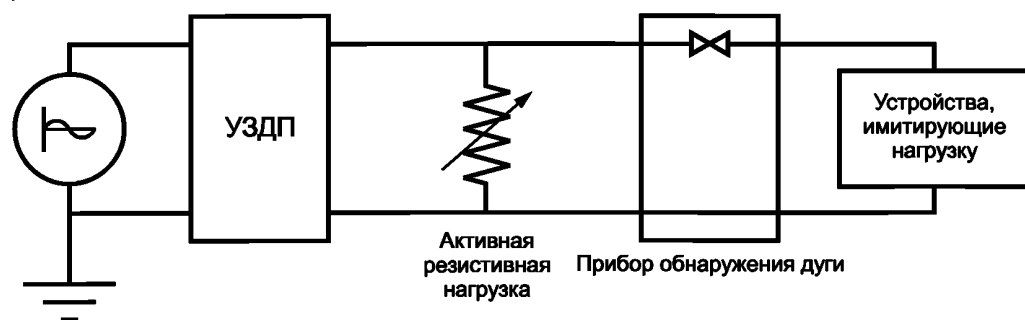 УЗДП
Устройства,
имитирующие
нагрузку
Активная
резистивная
нагрузка
Прибор обнаружения дуги